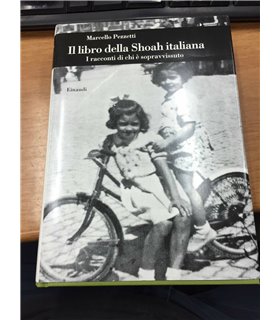 Marcello Pezzetti
Il libro della Shoah italiana
I racconti di chi è sopravvissuto
Einaudi